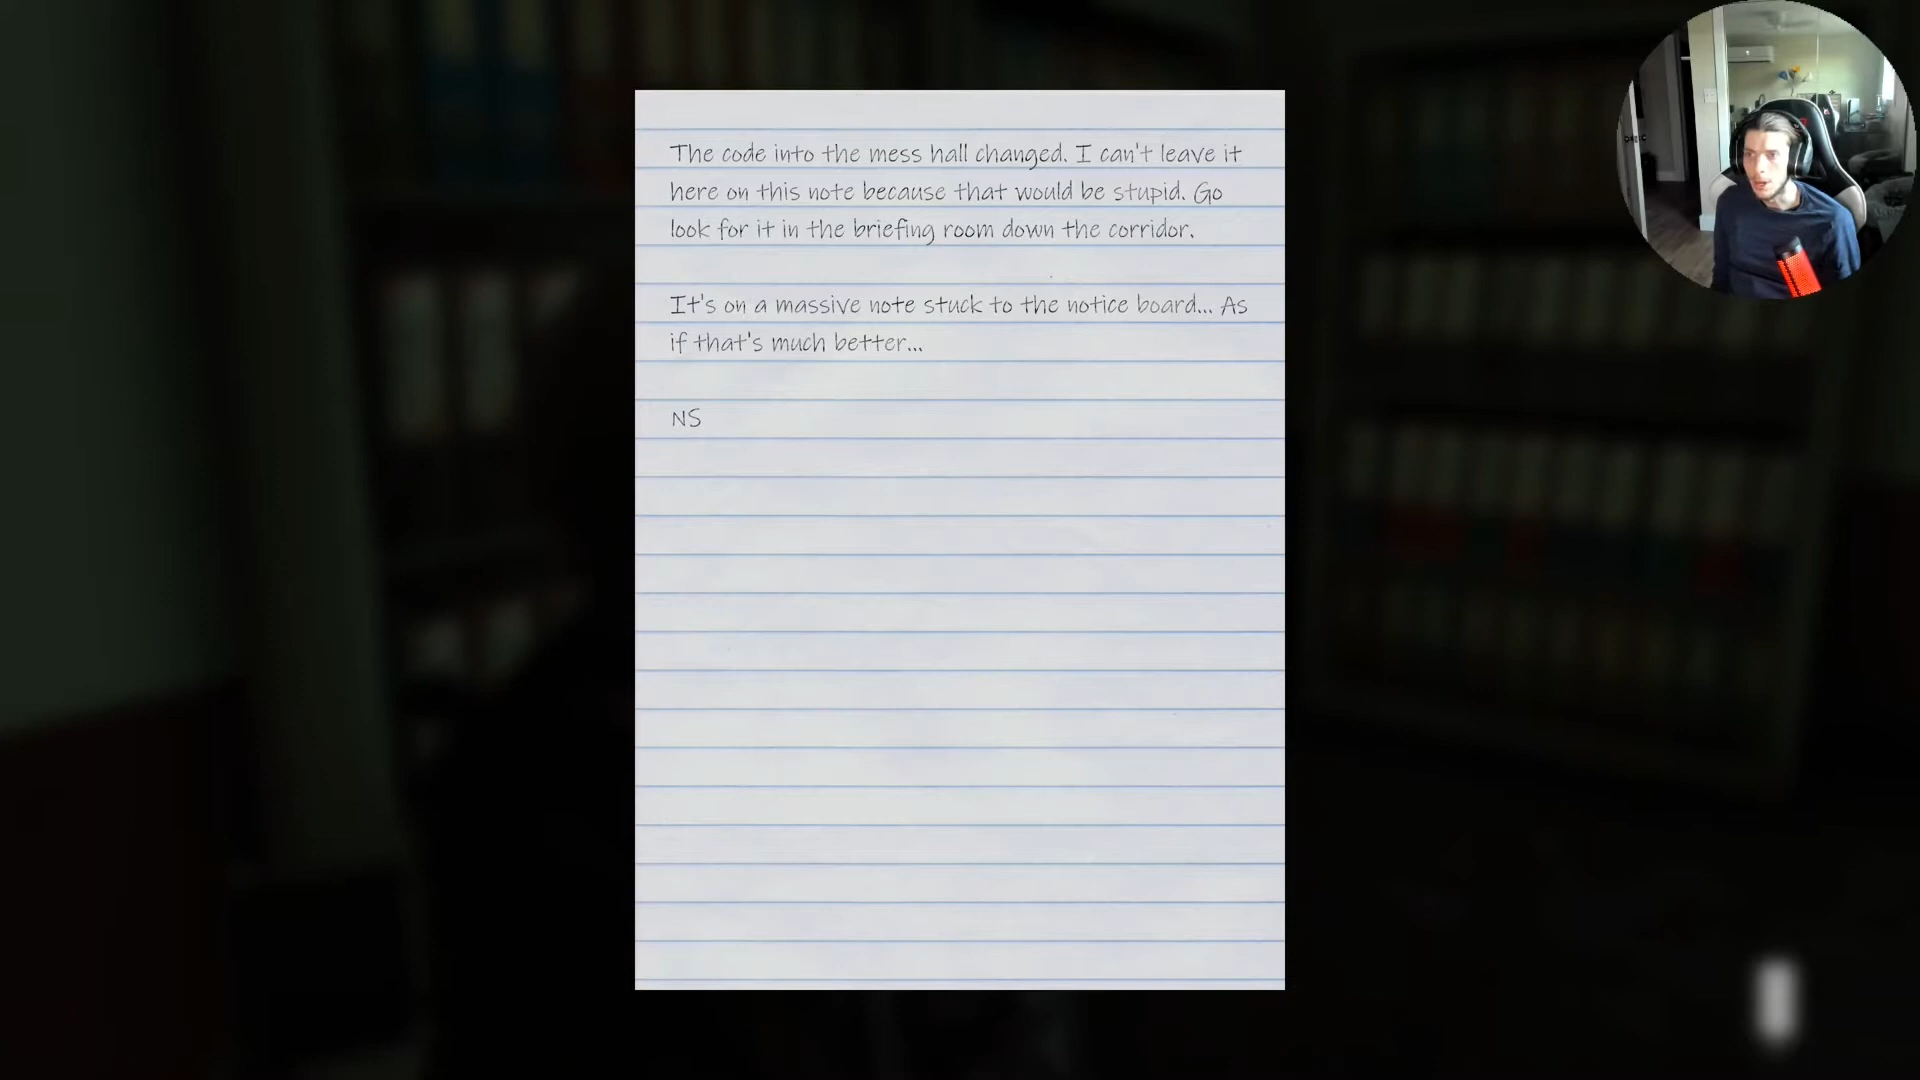 The code into the mess hall changed. I can't leave it
here on this note because that would be stupid. Go
look for it in the briefing room down the corridor.
It's on a massive note stuck to the notice board... As
if that's much better...
NS